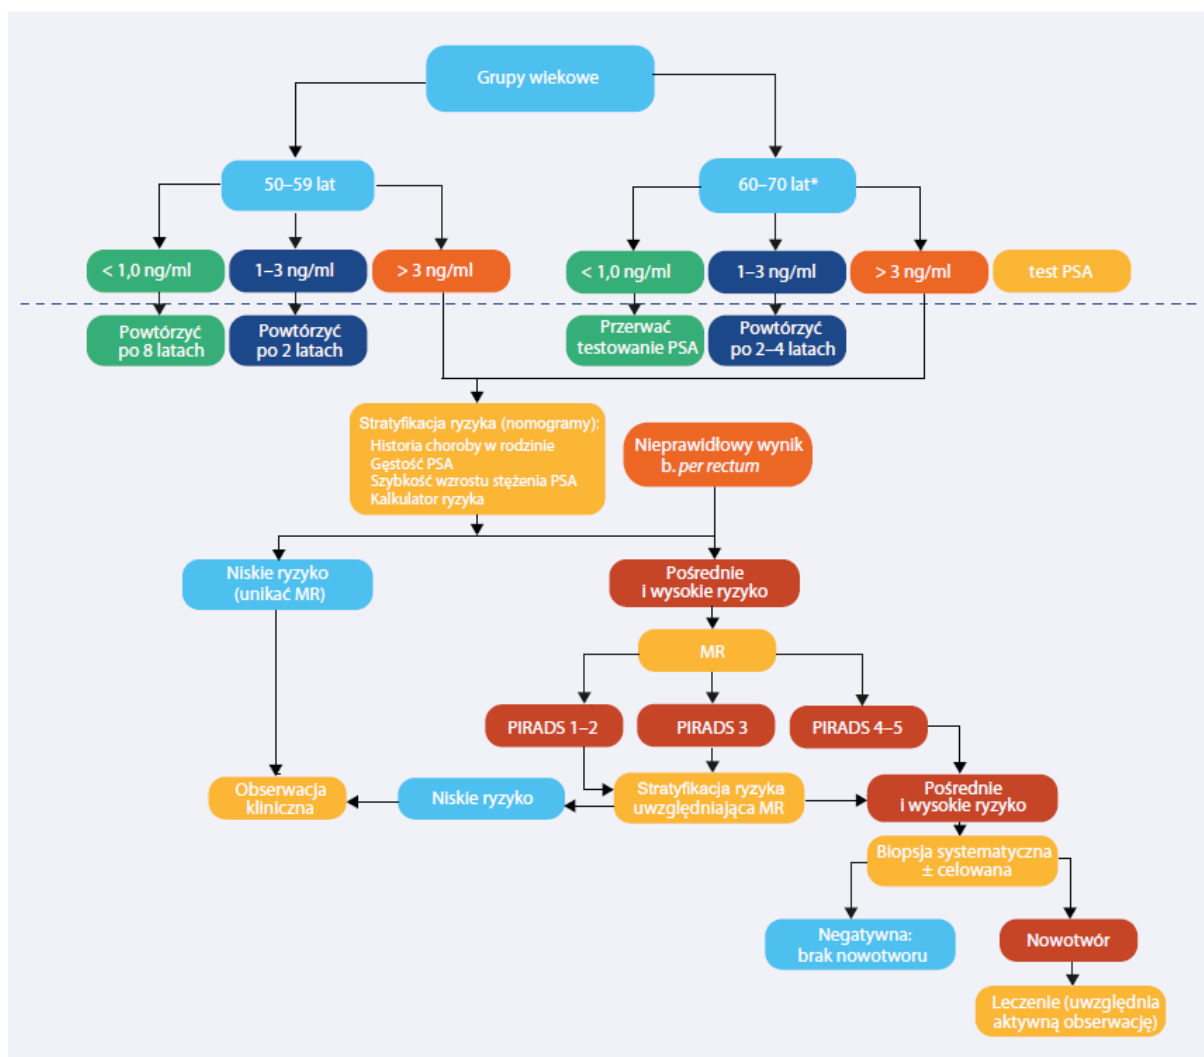 Grupy wiekowe
50–59 lat
60–70 lat*
< 1,0 ng/ml
1–3 ng/ml
> 3 ng/ml
< 1,0 ng/ml
1–3 ng/ml
> 3 ng/ml
test PSA
Powtórzyć
po 8 latach
Powtórzyć
po 2 latach
Przerwać
testowanie PSA
Powtórzyć
po 2–4 latach
Stratyfikacja ryzyka (nomogramy):
Historia choroby w rodzinie
Gęstość PSA
Szybkość wzrostu stężenia PSA
Kalkulator ryzyka
Nieprawidłowy wynik
b. per rectum
Niskie ryzyko
(unikać MR)
Pośrednie
i wysokie ryzyko
MR
PIRADS 1–2
PIRADS 3
PIRADS 4–5
Obserwacja
kliniczna
Niskie ryzyko
Stratyfikacja ryzyka
uwzględniająca MR
Pośrednie
i wysokie ryzyko
Biopsja systematyczna
± celowana
Negatywna:
brak nowotworu
Nowotwór
Leczenie (uwzględnia
aktywną obserwację)